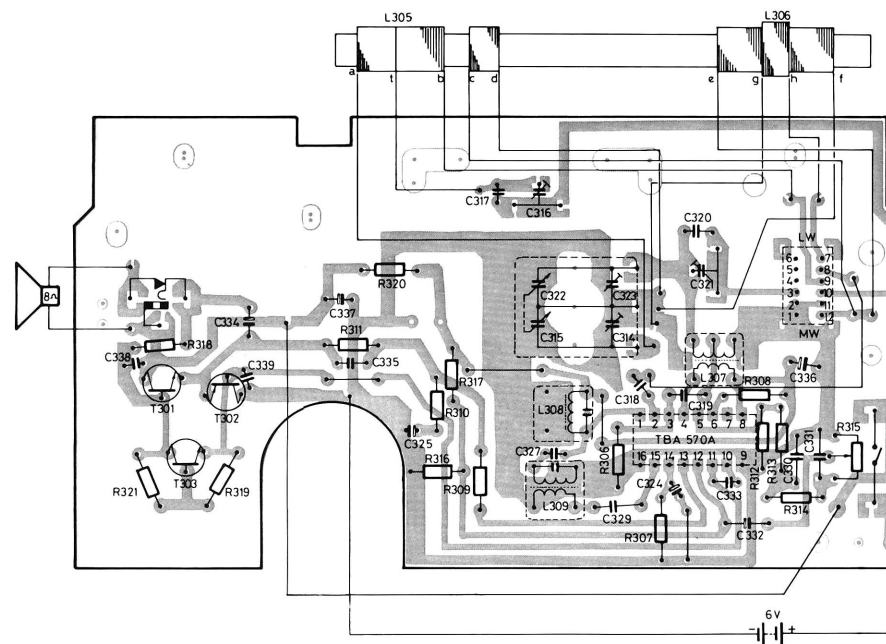 L305 L306
a t b c d e g h f
C317 C316 C320
LW
8Ω R320 C322 C323 C321 6 7
5 8
4 9
3 10
2 11
1 12
C334 C337 C315 C314 MW
R318 R311
C338 C339 C335 R317 L307 R308 C336
T301 T302 R310 L308 C318 C319
1 2 3 4 5 6 7 8
C325 TBA 570A R315
C327 R306 16 15 14 13 12 11 10 9 R312 R313 C330 C331
R316 R309 C324 C333
R321 T303 R319 L309 C329 R314
R307 C332
6V
- +